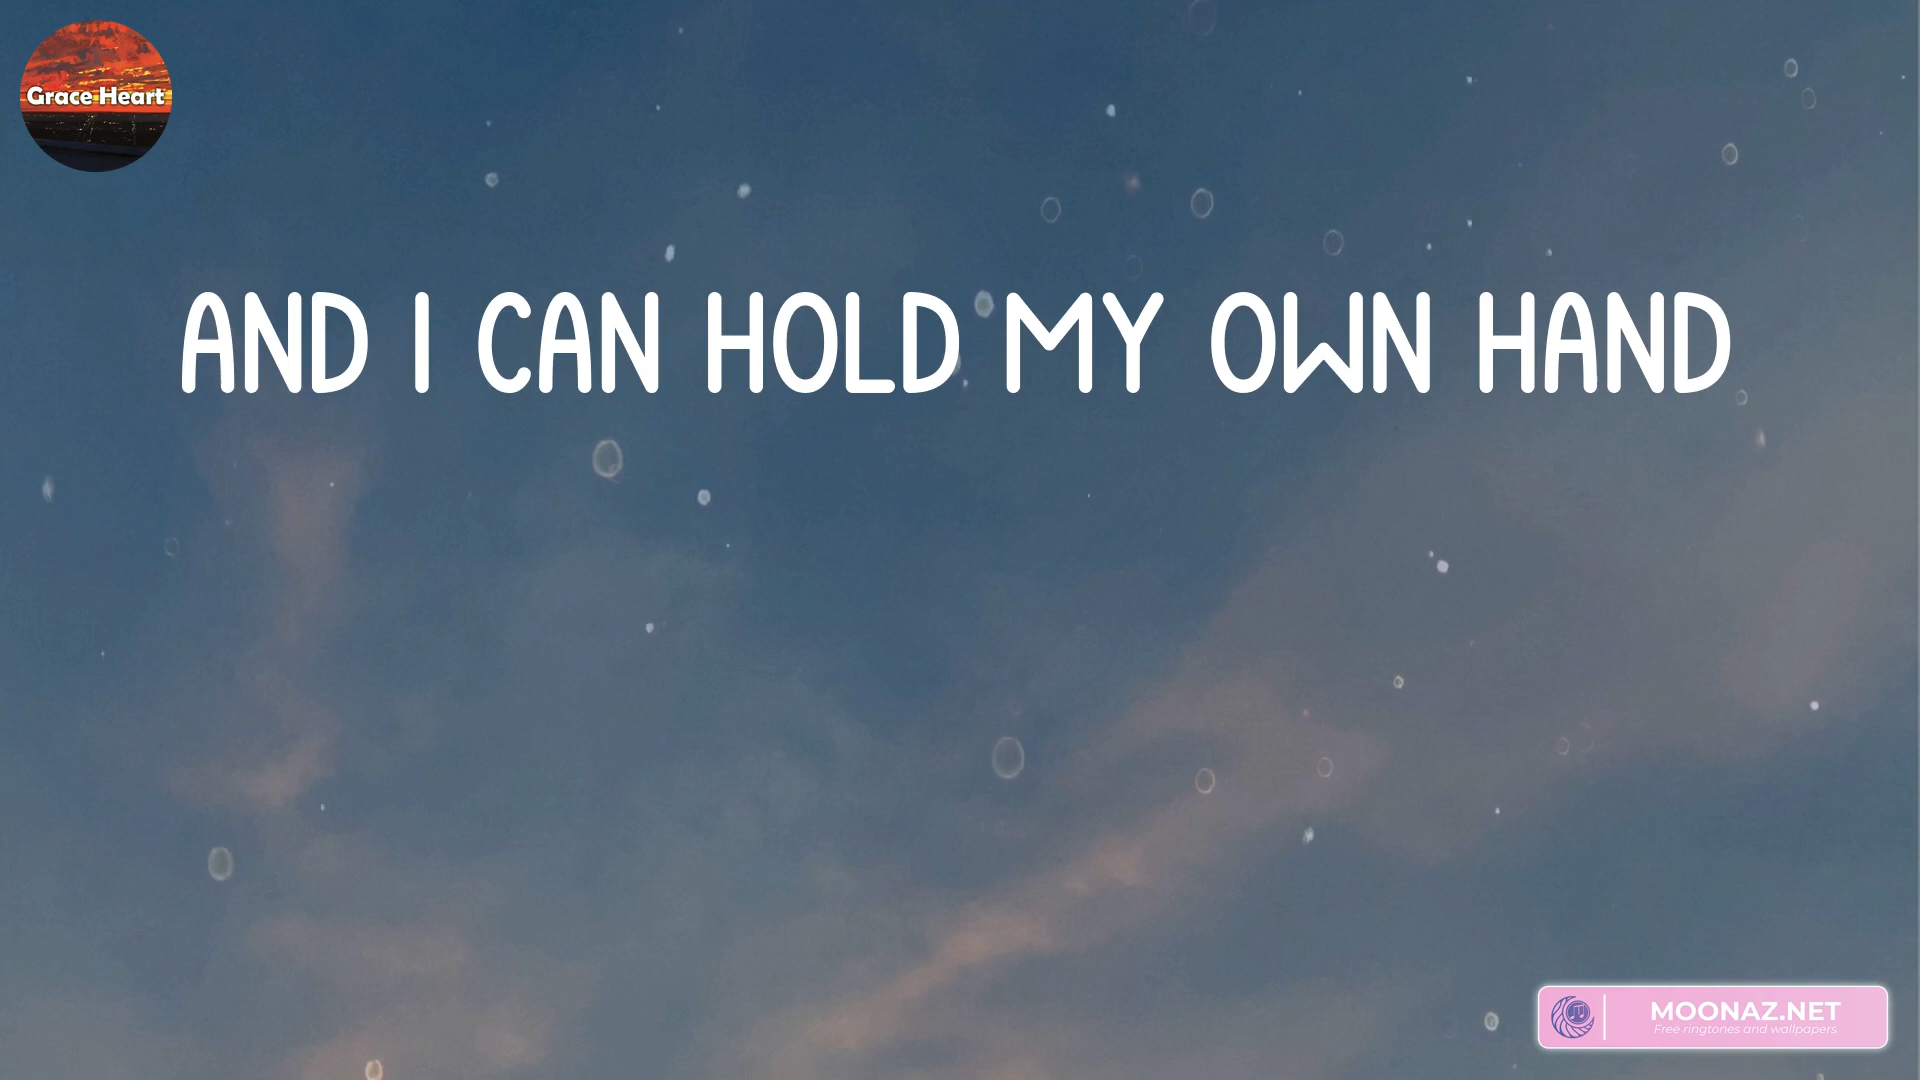 Grace Heart
AND I CAN HOLD MY OWN HAND
MOONAZ.NET
Free ringtones and wallpapers